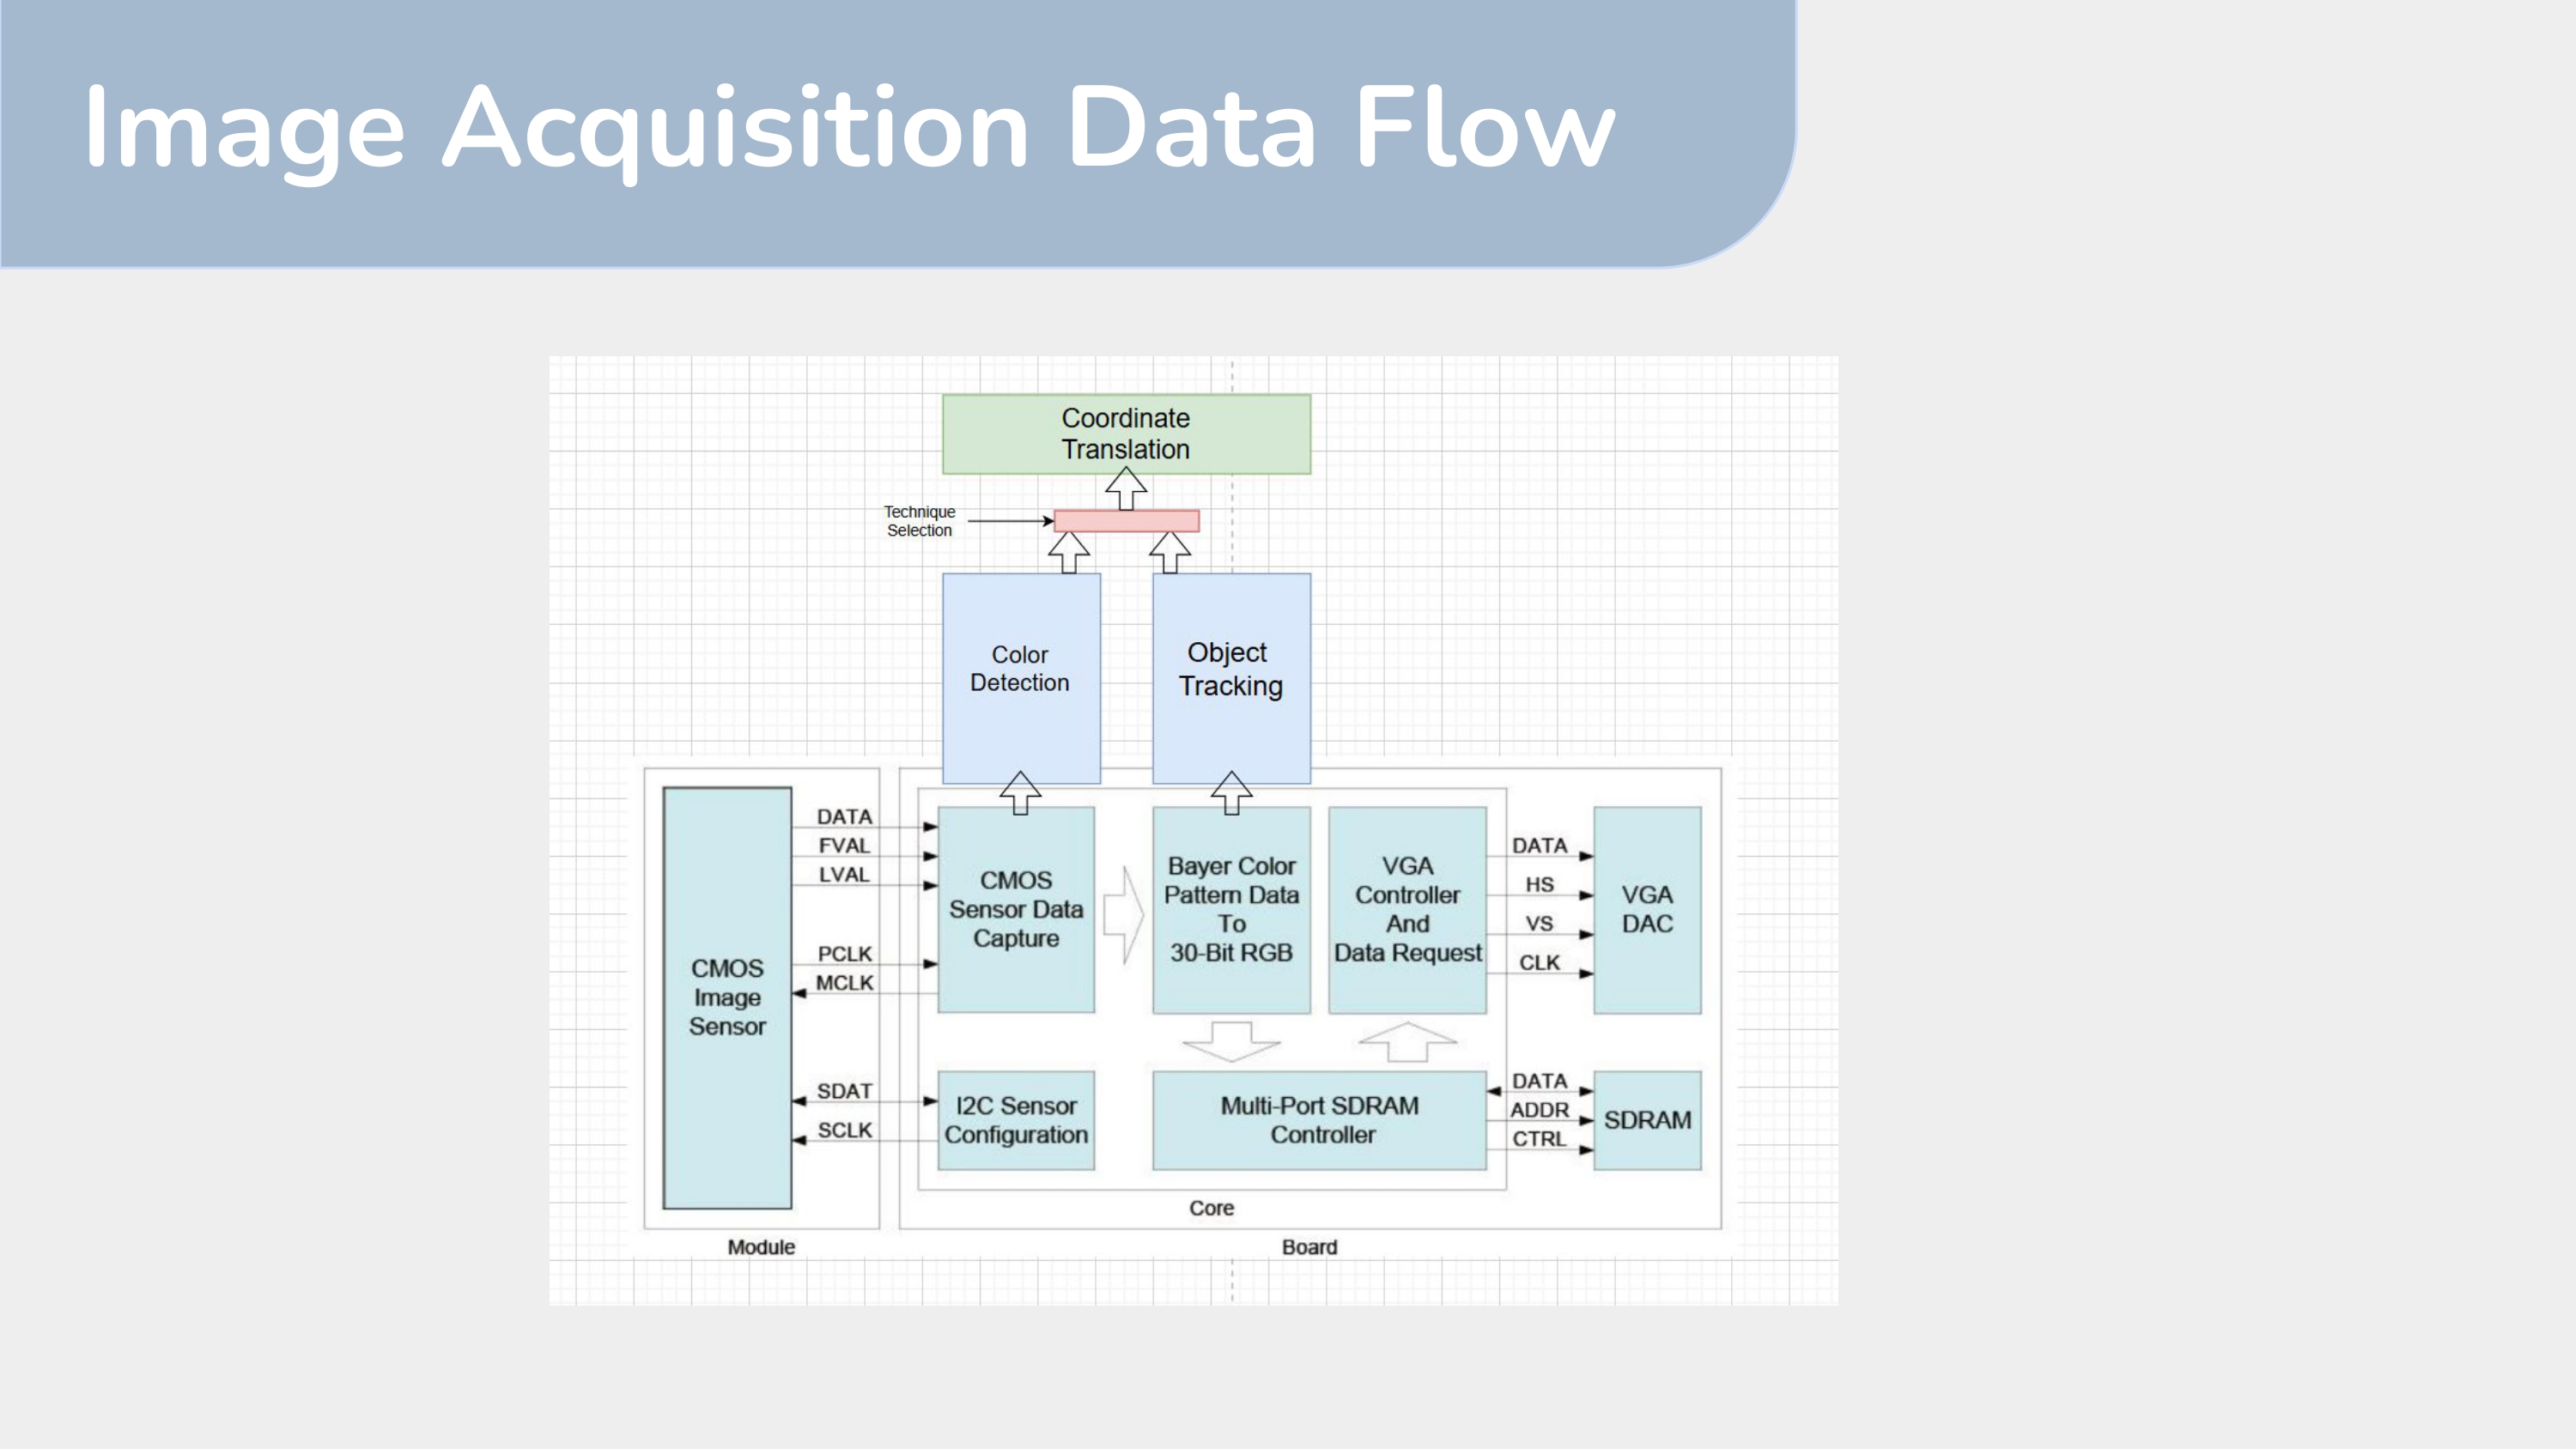 Image Acquisition Data Flow
Coordinate
Translation
Technique
Selection
Color
Detection
Object
Tracking
CMOS
Image
Sensor
DATA
FVAL
LVAL
PCLK
MCLK
SDAT
SCLK
CMOS
Sensor Data
Capture
Bayer Color
Pattern Data
To
30-Bit RGB
VGA
Controller
And
Data Request
DATA
HS
VS
CLK
VGA
DAC
I2C Sensor
Configuration
Multi-Port SDRAM
Controller
DATA
ADDR
CTRL
SDRAM
Core
Module
Board